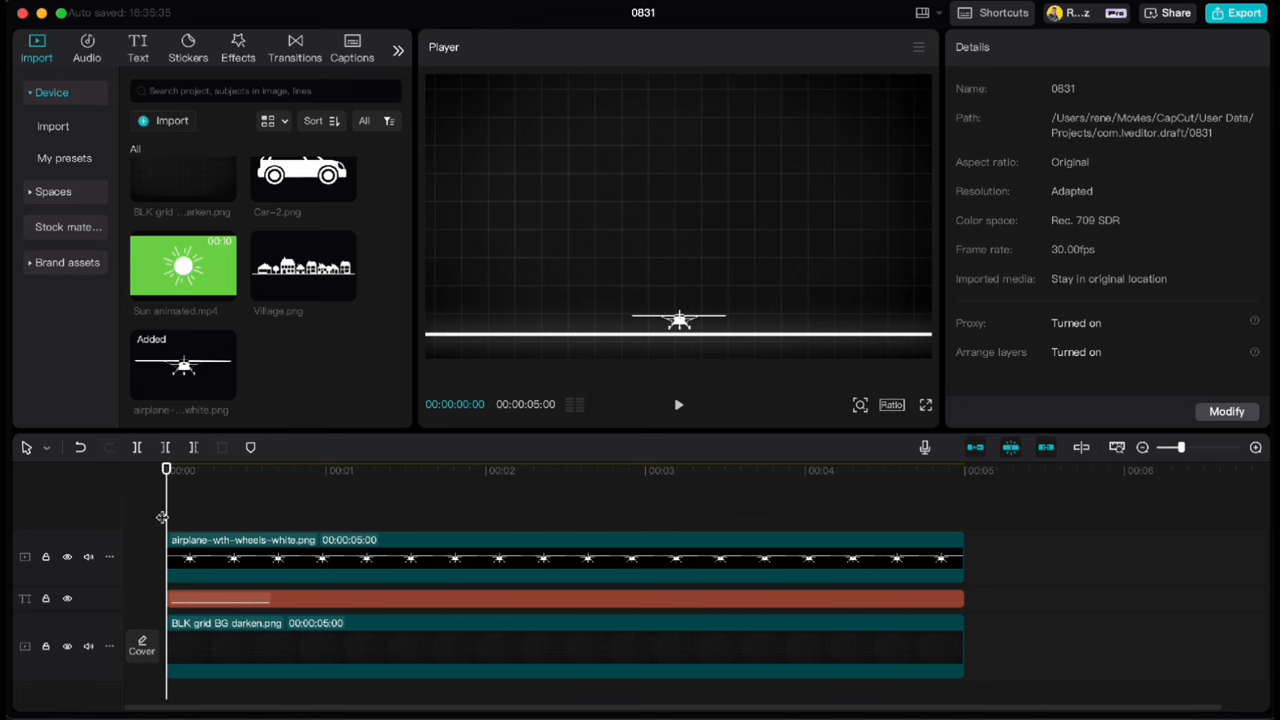 Auto saved: 16:35:35
0831
Shortcuts
R...z
Pro
Share
Export
Import
Audio
Text
Stickers
Effects
Transitions
Captions
Device
Import
My presets
Spaces
Stock mate...
Brand assets
Search project, subjects in image, lines
Import
Sort
All
All
BLK grid ...arken.png
Car-2.png
00:10
Sun animated.mp4
Village.png
Added
airplane-...white.png
Player
00:00:00:00
00:00:05:00
Ratio
Details
Name:
0831
Path:
/Users/rene/Movies/CapCut/User Data/
Projects/com.lveditor.draft/0831
Aspect ratio:
Original
Resolution:
Adapted
Color space:
Rec. 709 SDR
Frame rate:
30.00fps
Imported media:
Stay in original location
Proxy:
Turned on
Arrange layers
Turned on
Modify
00:00
00:01
00:02
00:03
00:04
00:05
00:06
airplane-wth-wheels-white.png 00:00:05:00
TI
Cover
BLK grid BG darken.png 00:00:05:00